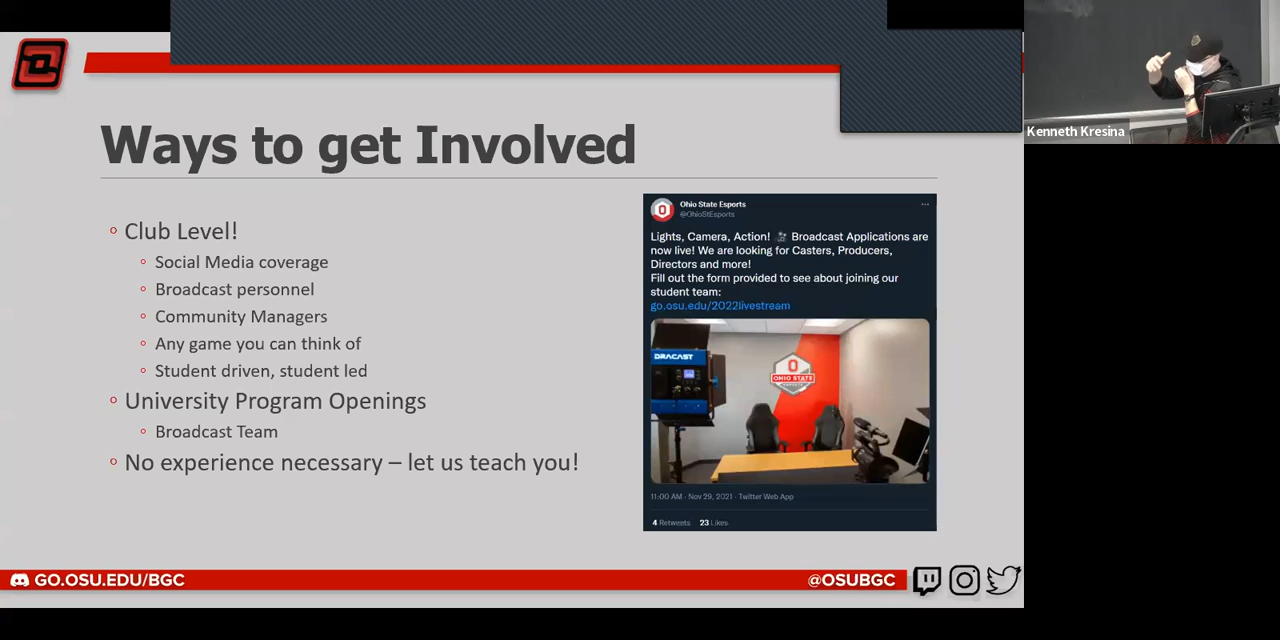 Kenneth Kresina
Ways to get Involved
Club Level!
Social Media coverage
Broadcast personnel
Community Managers
Any game you can think of
Student driven, student led
University Program Openings
Broadcast Team
No experience necessary – let us teach you!
Ohio State Esports
@OhioStEsports
Lights, Camera, Action! 🎥 Broadcast Applications are
now live! We are looking for Casters, Producers,
Directors and more!
Fill out the form provided to see about joining our
student team:
go.osu.edu/2022livestream
DRACAST
OHIO STATE
ESPORTS
11:00 AM · Nov 29, 2021 · Twitter Web App
4 Retweets 23 Likes
GO.OSU.EDU/BGC
@OSUBGC